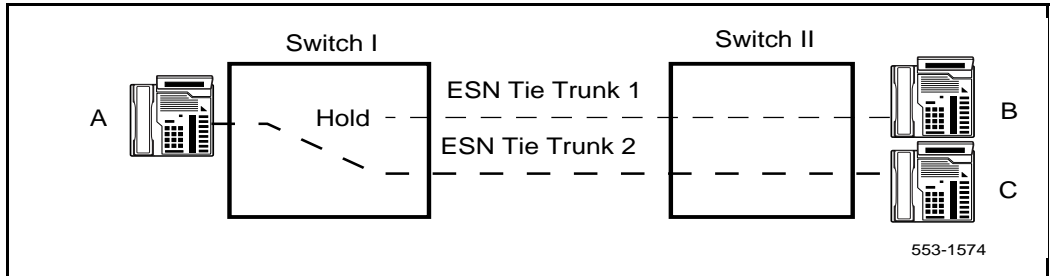 Switch I
Switch II
ESN Tie Trunk 1
A
Hold
B
ESN Tie Trunk 2
C
553-1574